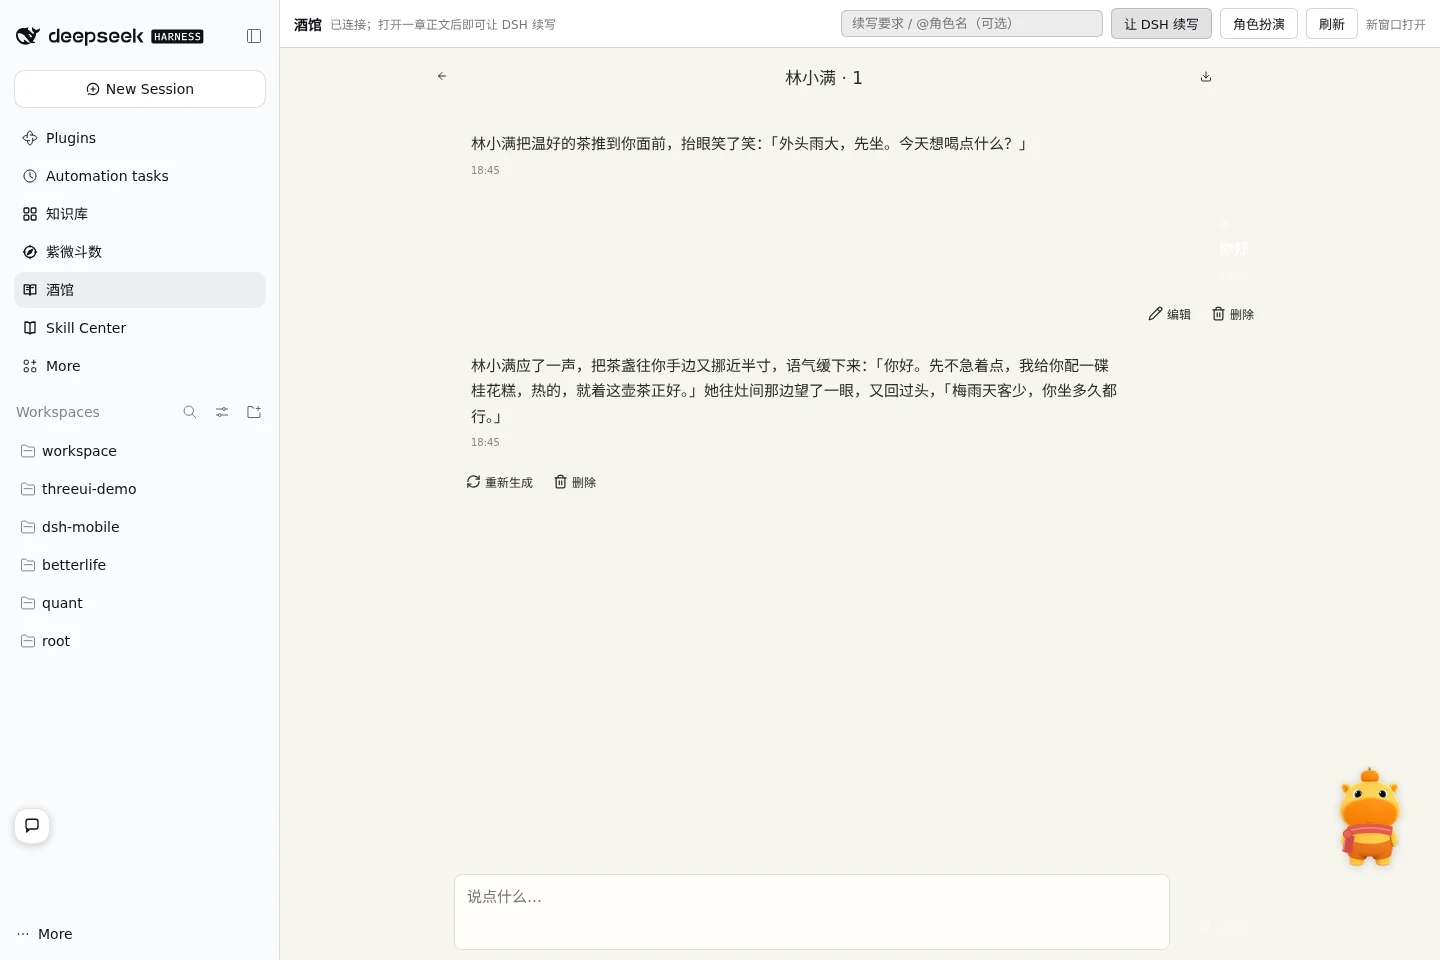 deepseek HARNESS
New Session
Plugins
Automation tasks
知识库
紫微斗数
酒馆
Skill Center
More
Workspaces
workspace
threeui-demo
dsh-mobile
betterlife
quant
root
More
酒馆 已连接；打开一章正文后即可让 DSH 续写
续写要求 / @角色名（可选）
让 DSH 续写
角色扮演
刷新
新窗口打开
林小满 · 1
林小满把温好的茶推到你面前，抬眼笑了笑：「外头雨大，先坐。今天想喝点什么？」
18:45
你好
编辑 删除
林小满应了一声，把茶盏往你手边又挪近半寸，语气缓下来：「你好。先不急着点，我给你配一碟
桂花糕，热的，就着这壶茶正好。」她往灶间那边望了一眼，又回过头，「梅雨天客少，你坐多久都
行。」
18:45
重新生成 删除
说点什么...